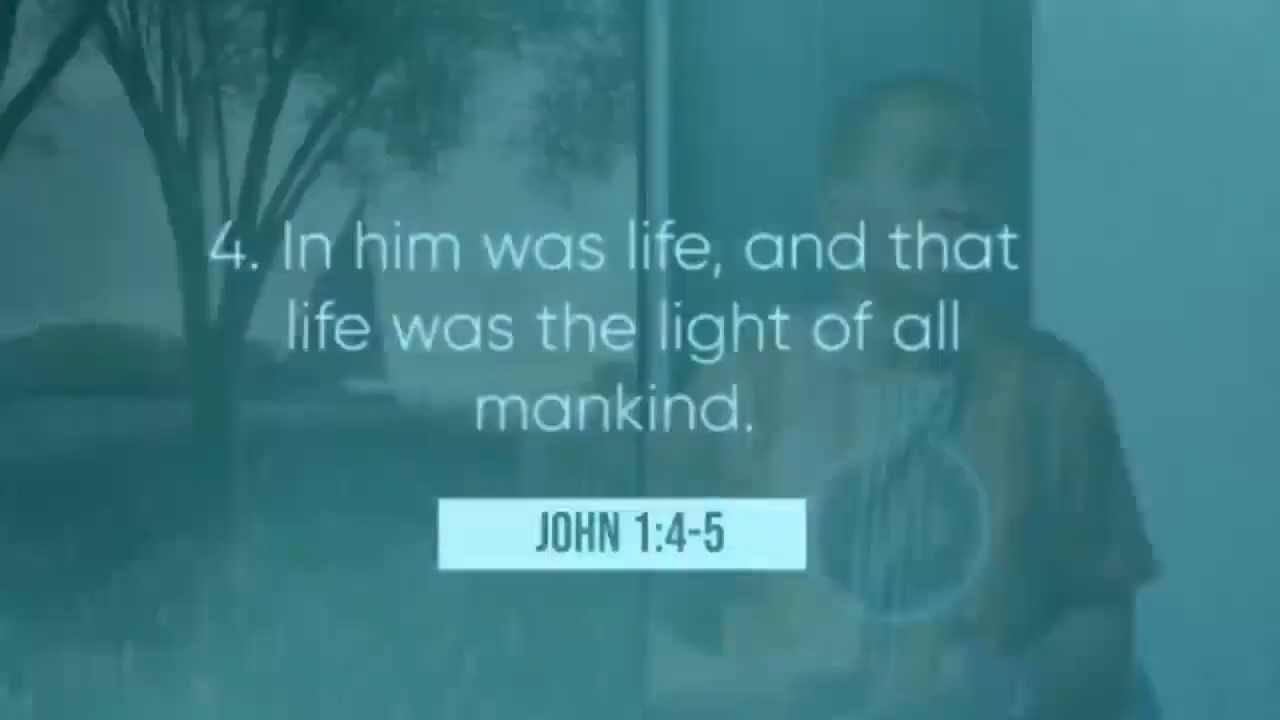 4. In him was life, and that
life was the light of all
mankind.
JOHN 1:4-5